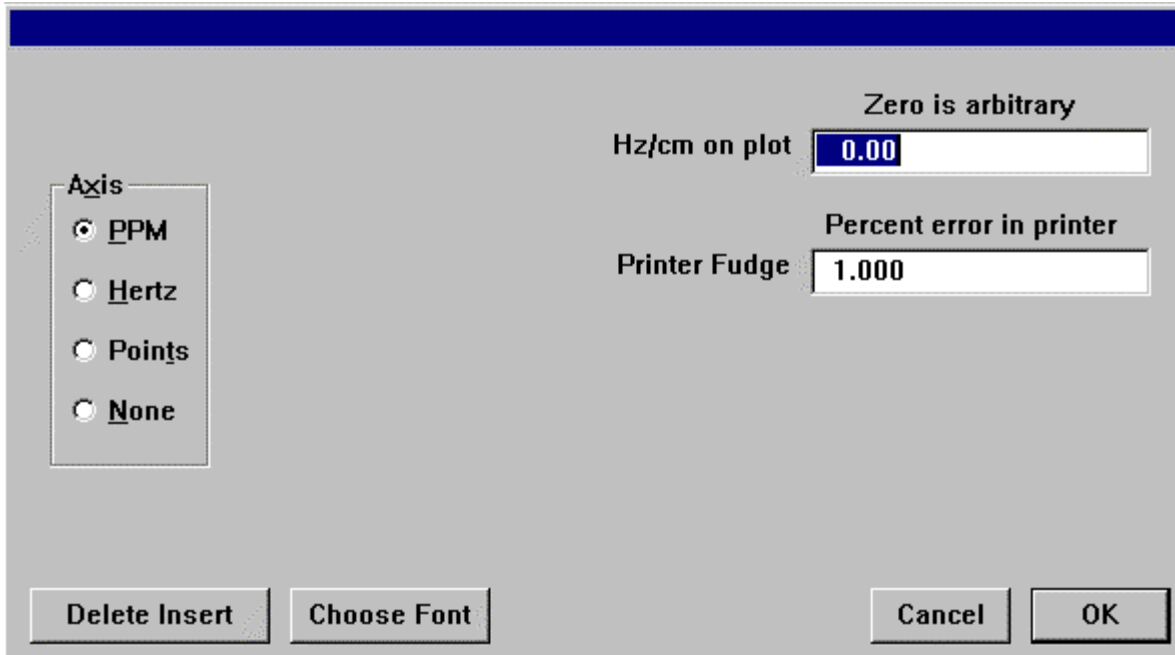 Zero is arbitrary
Hz/cm on plot 0.00
Axis
PPM
Hertz
Points
None
Percent error in printer
Printer Fudge 1.000
Delete Insert Choose Font Cancel OK